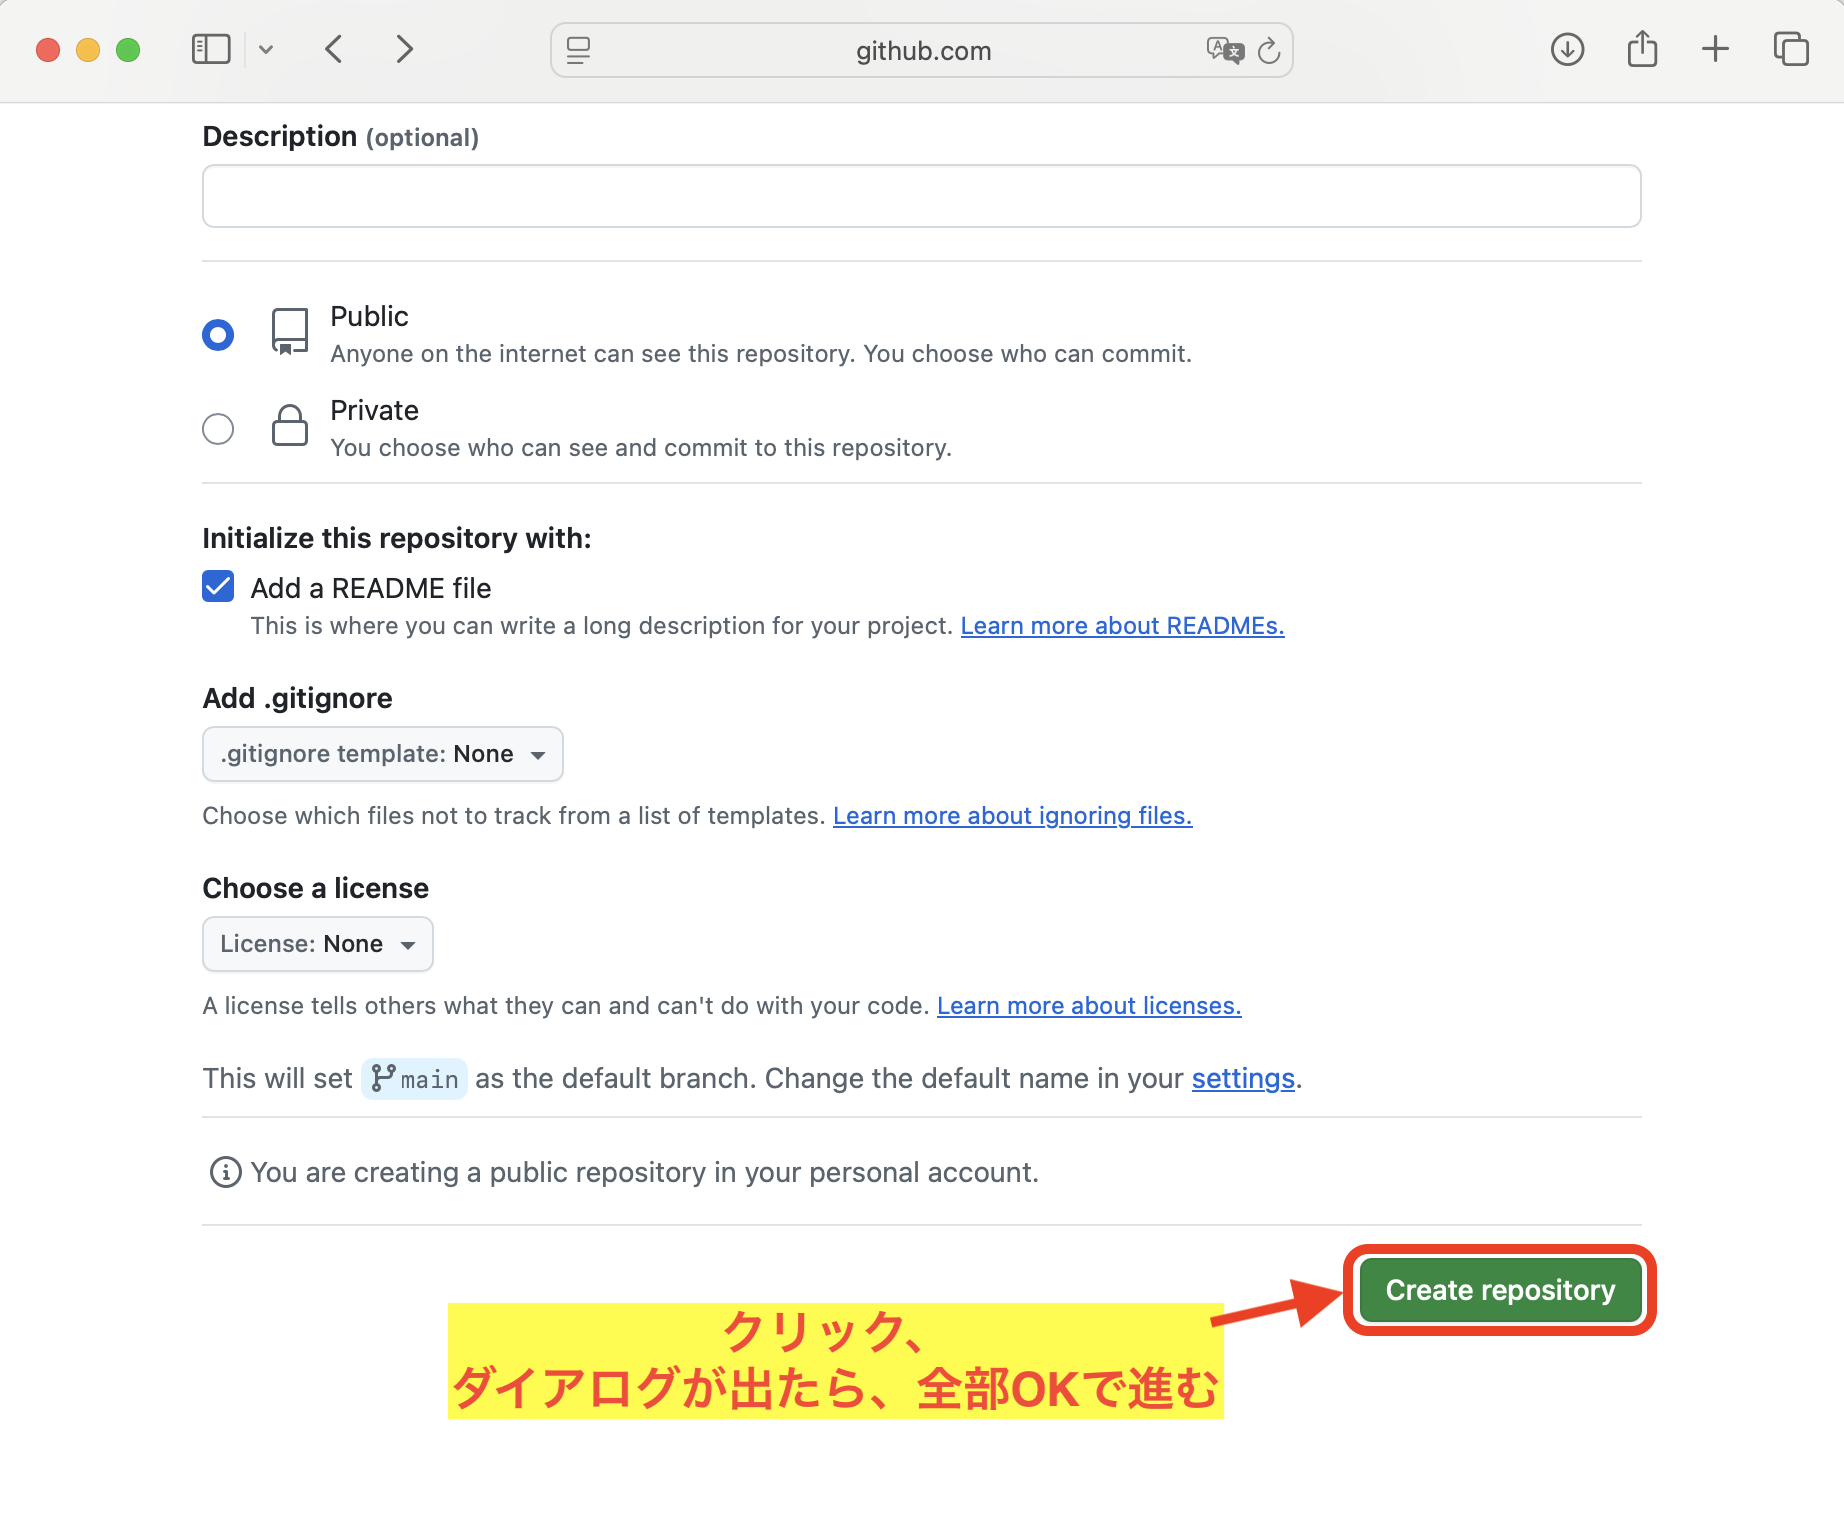 github.com
Description (optional)
Public
Anyone on the internet can see this repository. You choose who can commit.
Private
You choose who can see and commit to this repository.
Initialize this repository with:
Add a README file
This is where you can write a long description for your project. Learn more about READMEs.
Add .gitignore
.gitignore template: None
Choose which files not to track from a list of templates. Learn more about ignoring files.
Choose a license
License: None
A license tells others what they can and can't do with your code. Learn more about licenses.
This will set main as the default branch. Change the default name in your settings.
You are creating a public repository in your personal account.
Create repository
クリック、
ダイアログが出たら、全部OKで進む